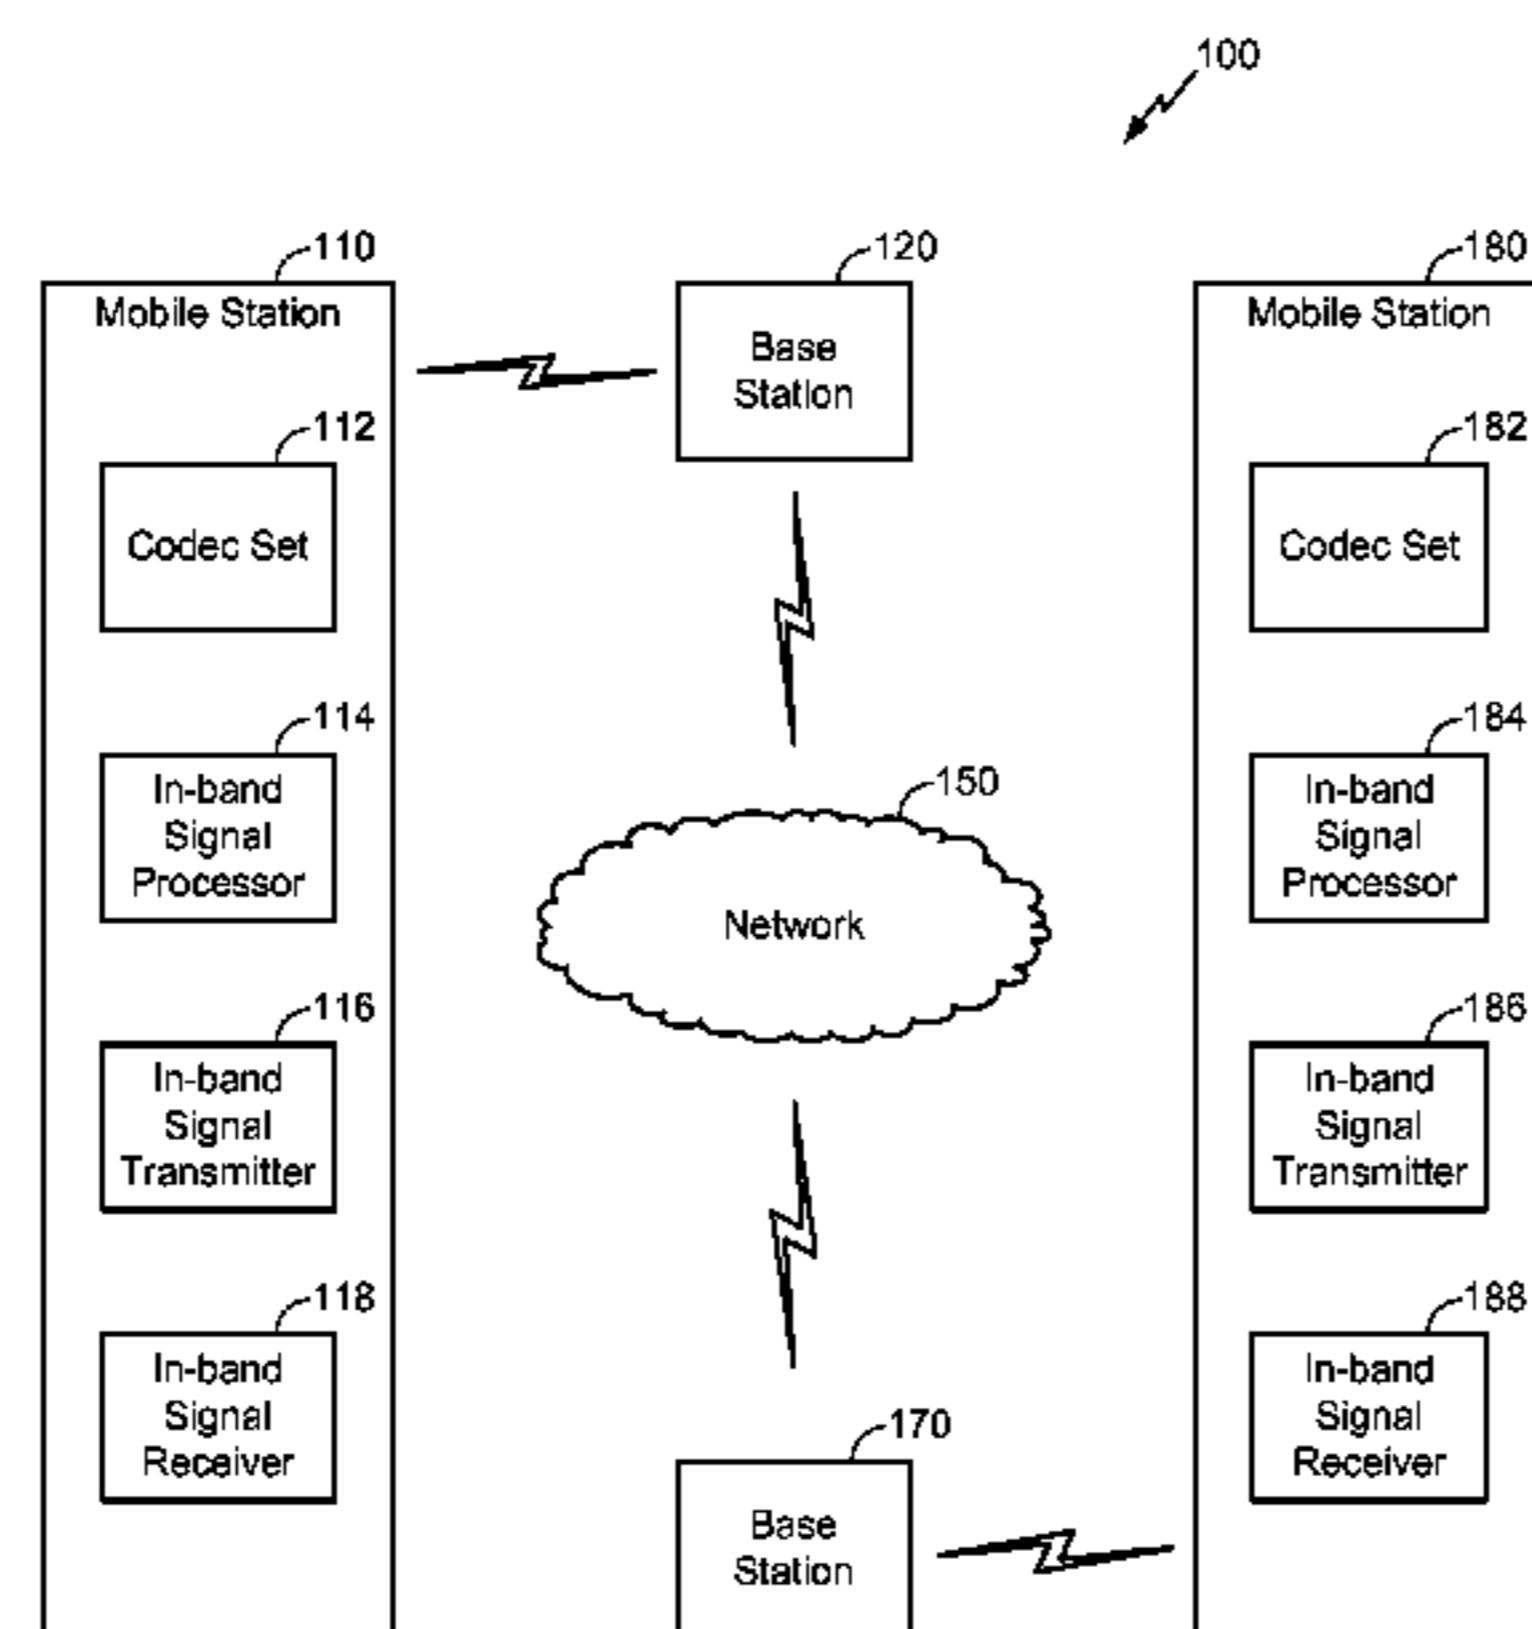 100
110
Mobile Station
112
Codec Set
114
In-band
Signal
Processor
116
In-band
Signal
Transmitter
118
In-band
Signal
Receiver
120
Base
Station
150
Network
170
Base
Station
180
Mobile Station
182
Codec Set
184
In-band
Signal
Processor
186
In-band
Signal
Transmitter
188
In-band
Signal
Receiver